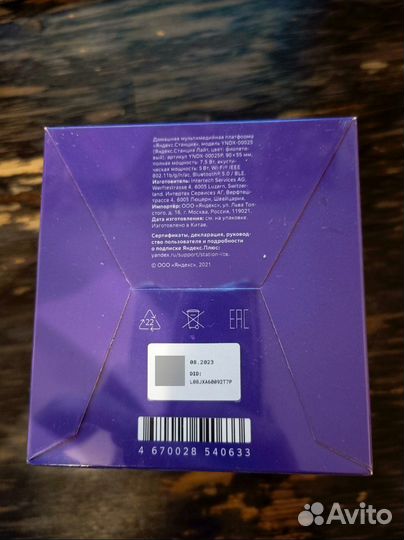 Домашняя мультимедийная платформа
«Яндекс.Станция», модель YNDX-00025
(Яндекс.Станция Лайт, цвет: фиолето-
вый), артикул YNDX-00025P, 90×55 мм,
полная мощность: 7,5 Вт, акусти-
ческая мощность: 5 Вт, Wi-Fi® IEEE
802.11b/g/n/ac, Bluetooth® 5.0 / BLE.
Изготовитель: Intertech Services AG,
Werftestrasse 4, 6005 Luzern, Switzer-
land. Интертек Сервисес АГ, Верфтеш-
трассе 4, 6005 Люцерн, Швейцария.
Импортёр: ООО «Яндекс», ул. Льва Тол-
стого, д. 16, г. Москва, Россия, 119021.
Дата изготовления: см. на упаковке.
Изготовлено в Китае.
Сертификаты, декларация, руковод-
ство пользователя и подробности
о подписке Яндекс.Плюс:
yandex.ru/support/station-lite.
© ООО «Яндекс», 2021
22
EAC
08.2023
DID:
L08JXA60092T7P
4 670028 540633
Avito